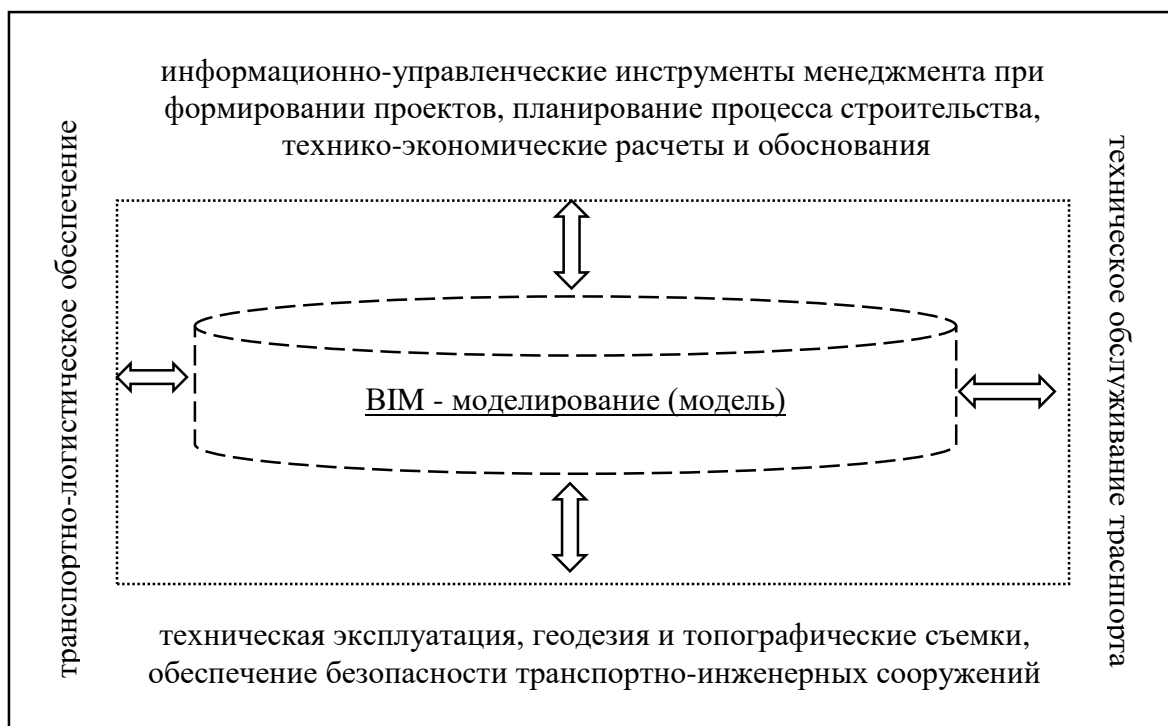 информационно-управленческие инструменты менеджмента при
формировании проектов, планирование процесса строительства,
технико-экономические расчеты и обоснования
транспортно-логистическое обеспечение
BIM - моделирование (модель)
техническое обслуживание траснпорта
техническая эксплуатация, геодезия и топографические съемки,
обеспечение безопасности транспортно-инженерных сооружений